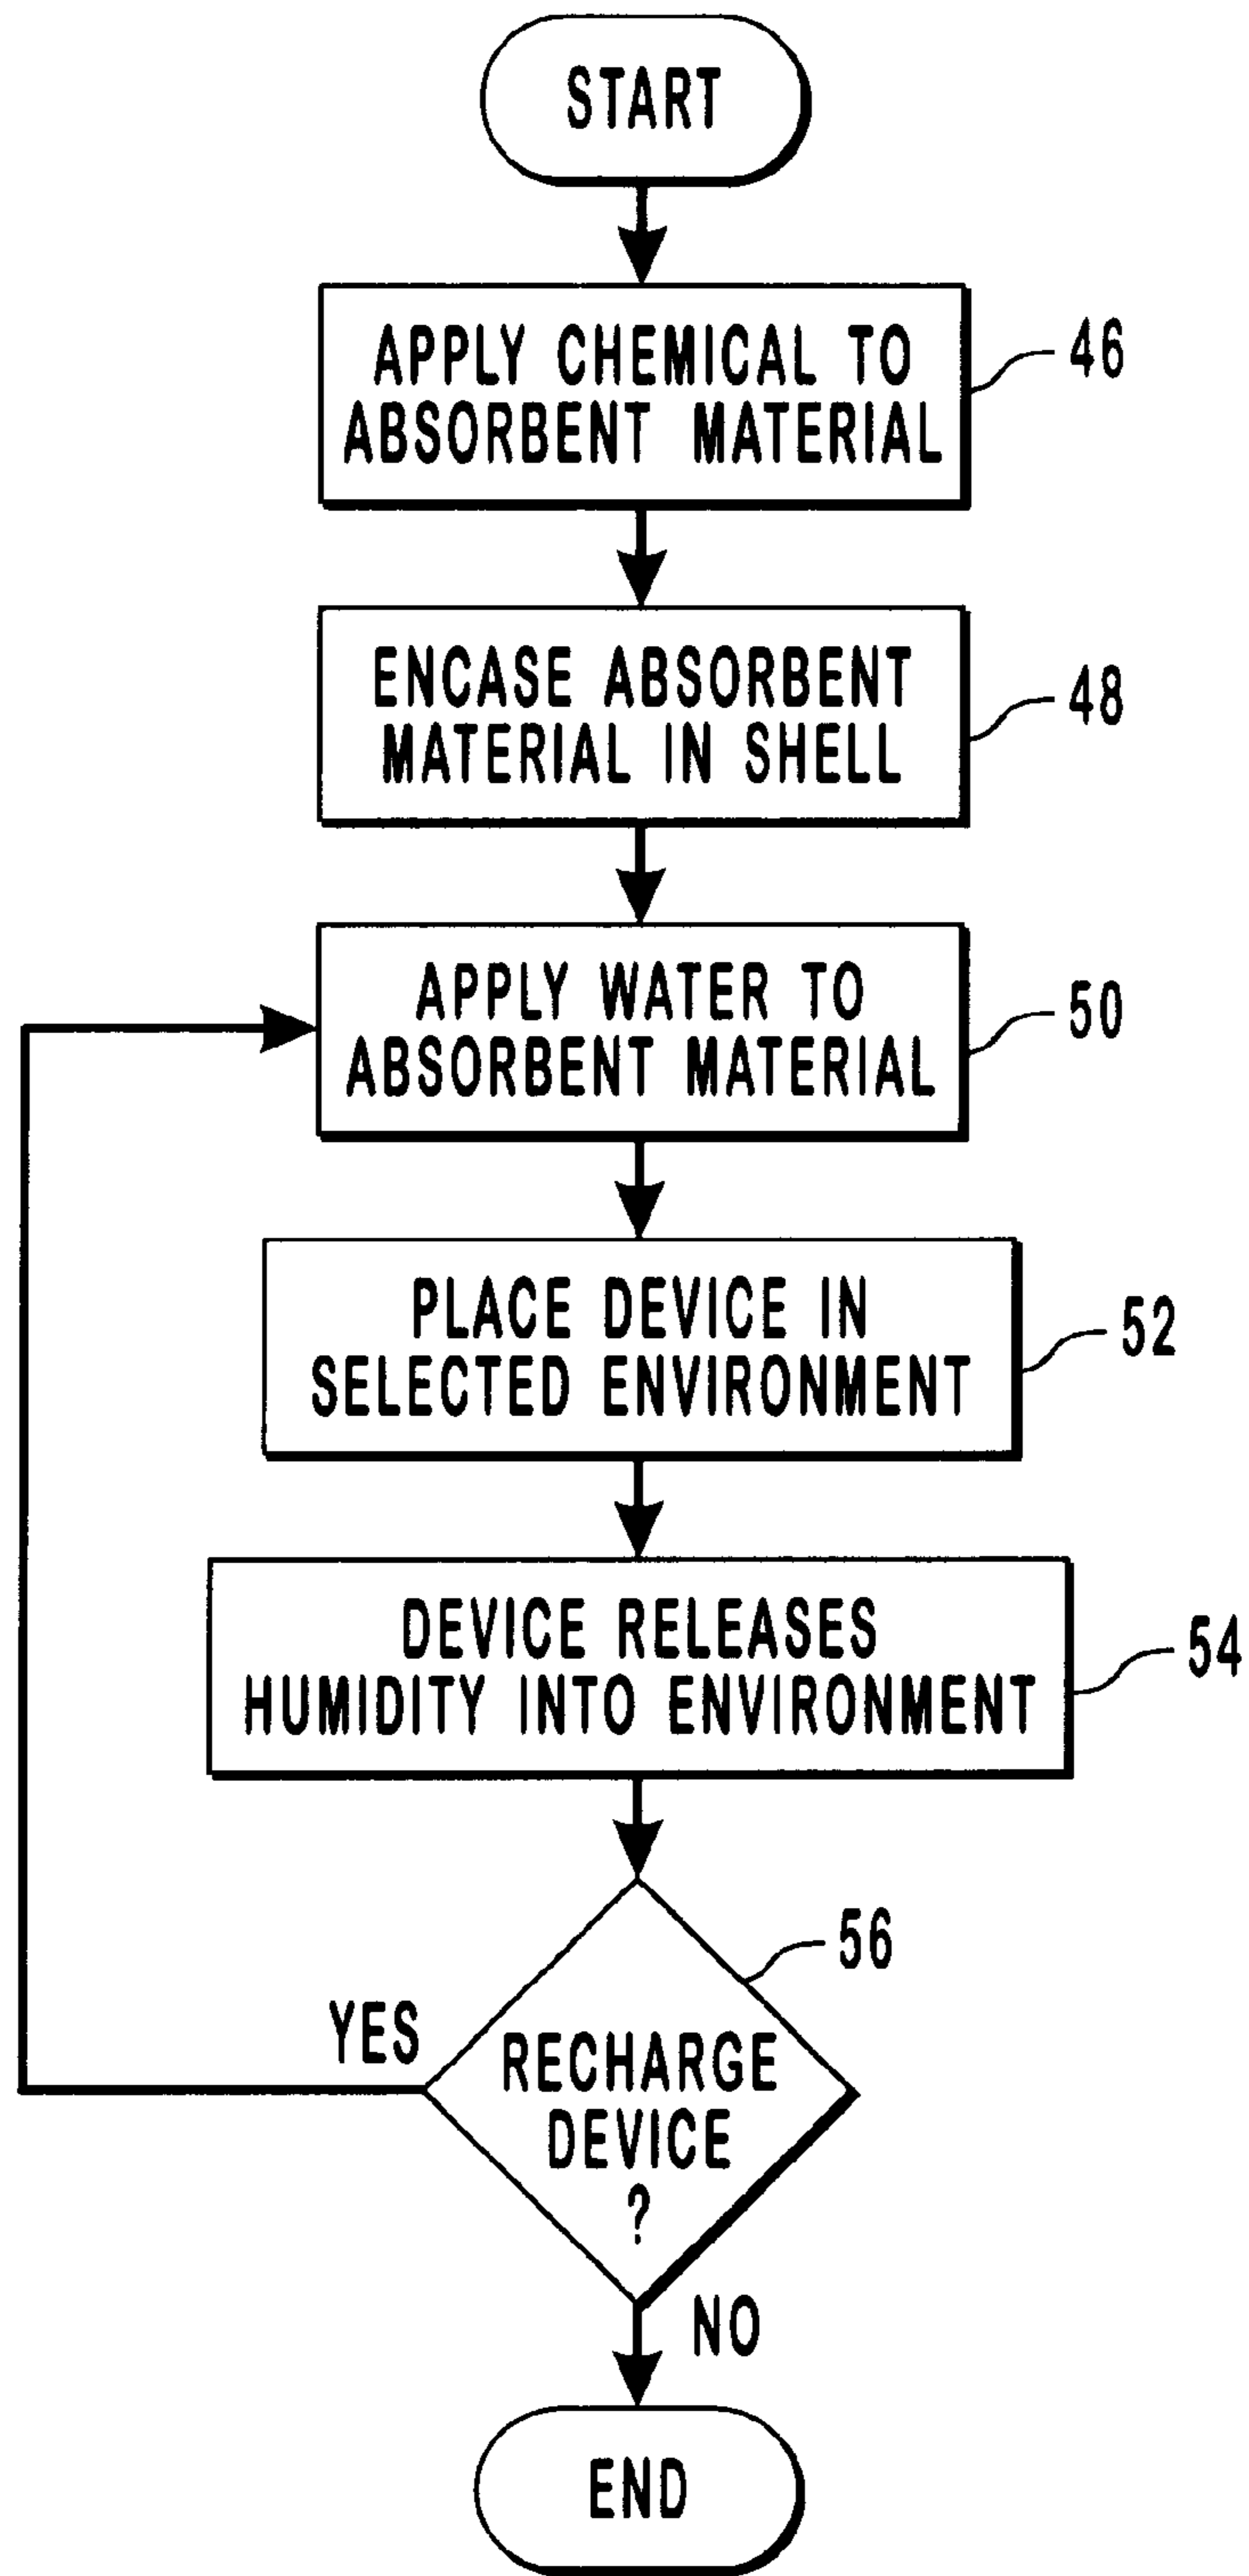 START
APPLY CHEMICAL TO
ABSORBENT MATERIAL
46
ENCASE ABSORBENT
MATERIAL IN SHELL
48
APPLY WATER TO
ABSORBENT MATERIAL
50
PLACE DEVICE IN
SELECTED ENVIRONMENT
52
DEVICE RELEASES
HUMIDITY INTO ENVIRONMENT
54
56
YES
RECHARGE
DEVICE
?
NO
END